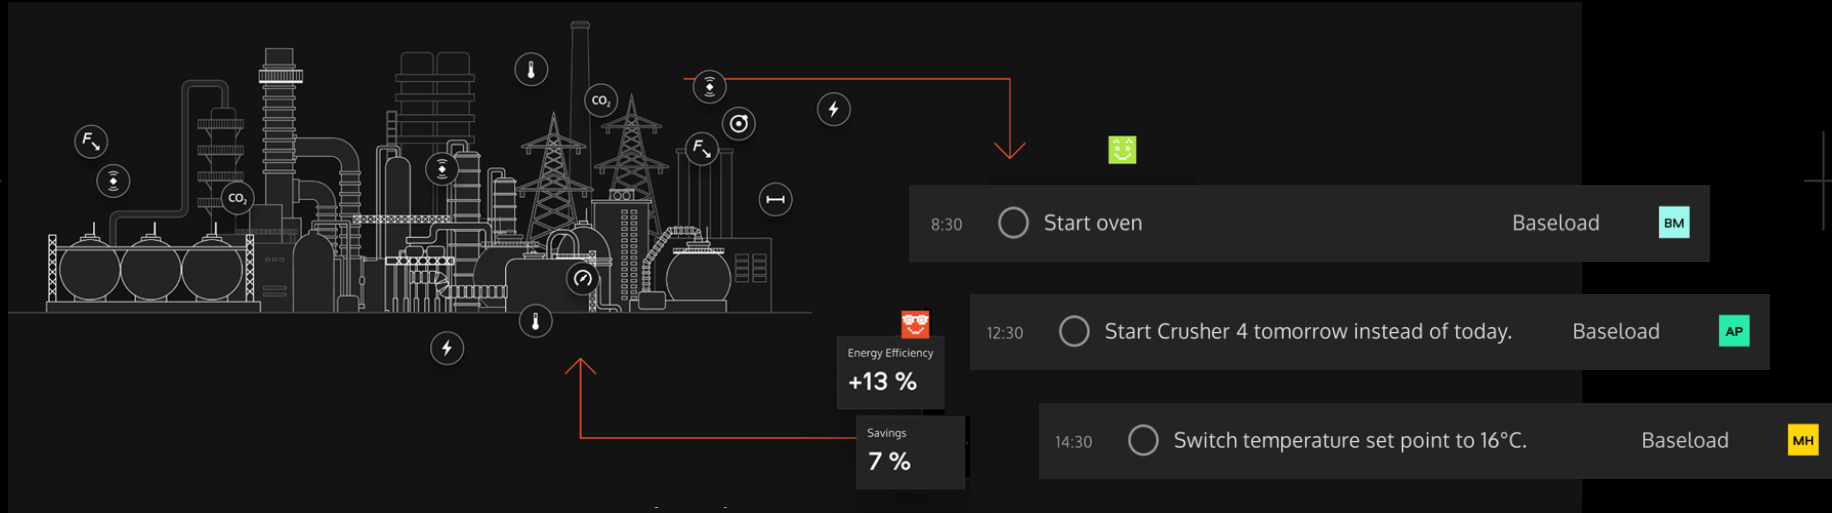 CO₂
F
F
CO₂
8:30 Start oven Baseload BM
12:30 Start Crusher 4 tomorrow instead of today. Baseload AP
Energy Efficiency
+13 %
14:30 Switch temperature set point to 16°C. Baseload MH
Savings
7 %